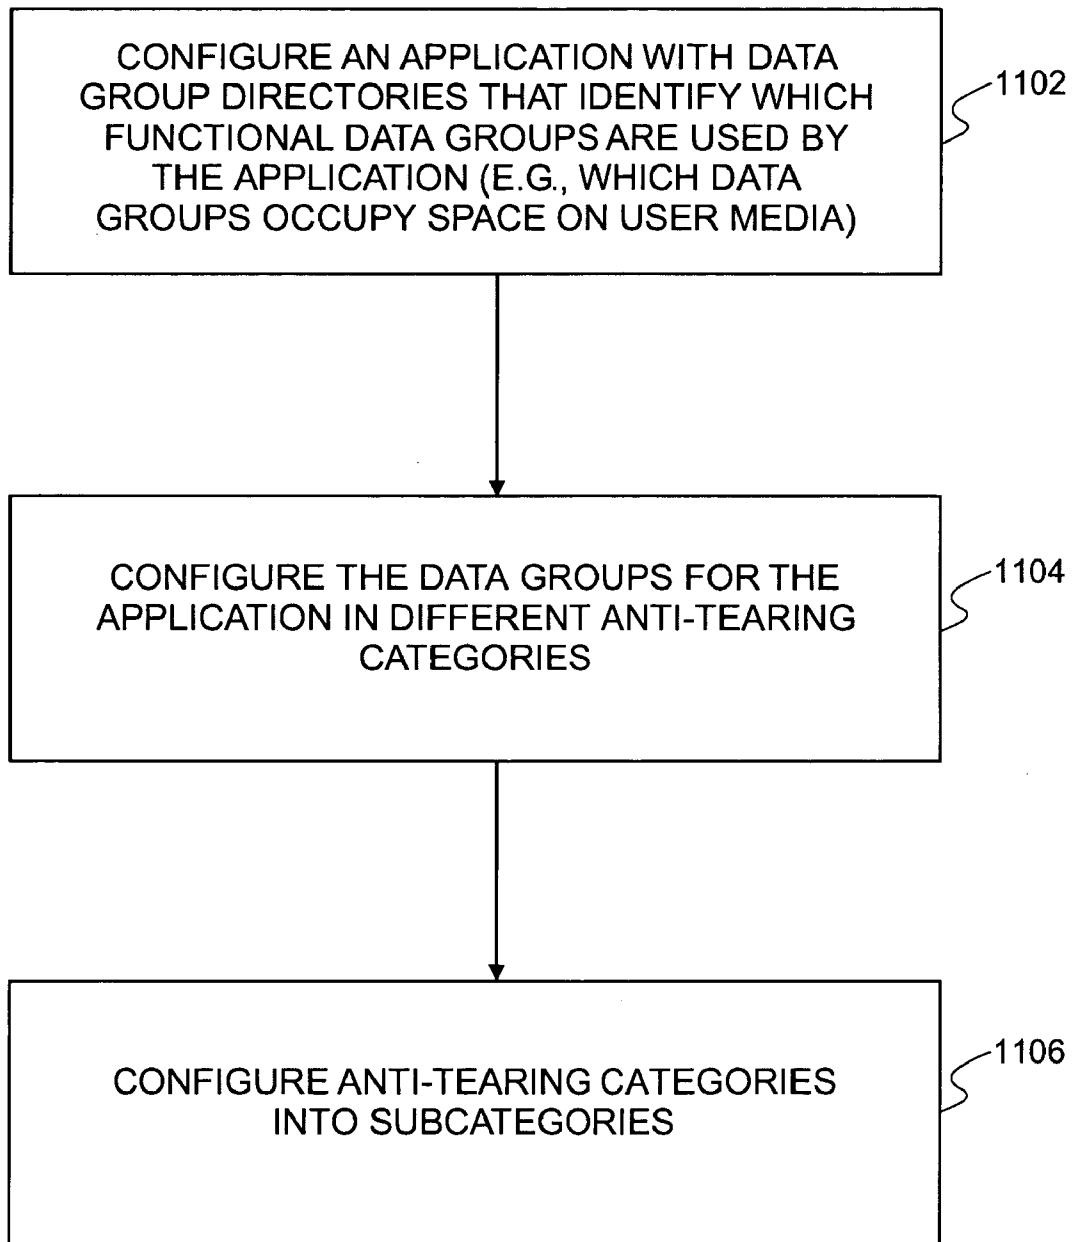 CONFIGURE AN APPLICATION WITH DATA
GROUP DIRECTORIES THAT IDENTIFY WHICH
FUNCTIONAL DATA GROUPS ARE USED BY
THE APPLICATION (E.G., WHICH DATA
GROUPS OCCUPY SPACE ON USER MEDIA)
1102
CONFIGURE THE DATA GROUPS FOR THE
APPLICATION IN DIFFERENT ANTI-TEARING
CATEGORIES
1104
CONFIGURE ANTI-TEARING CATEGORIES
INTO SUBCATEGORIES
1106